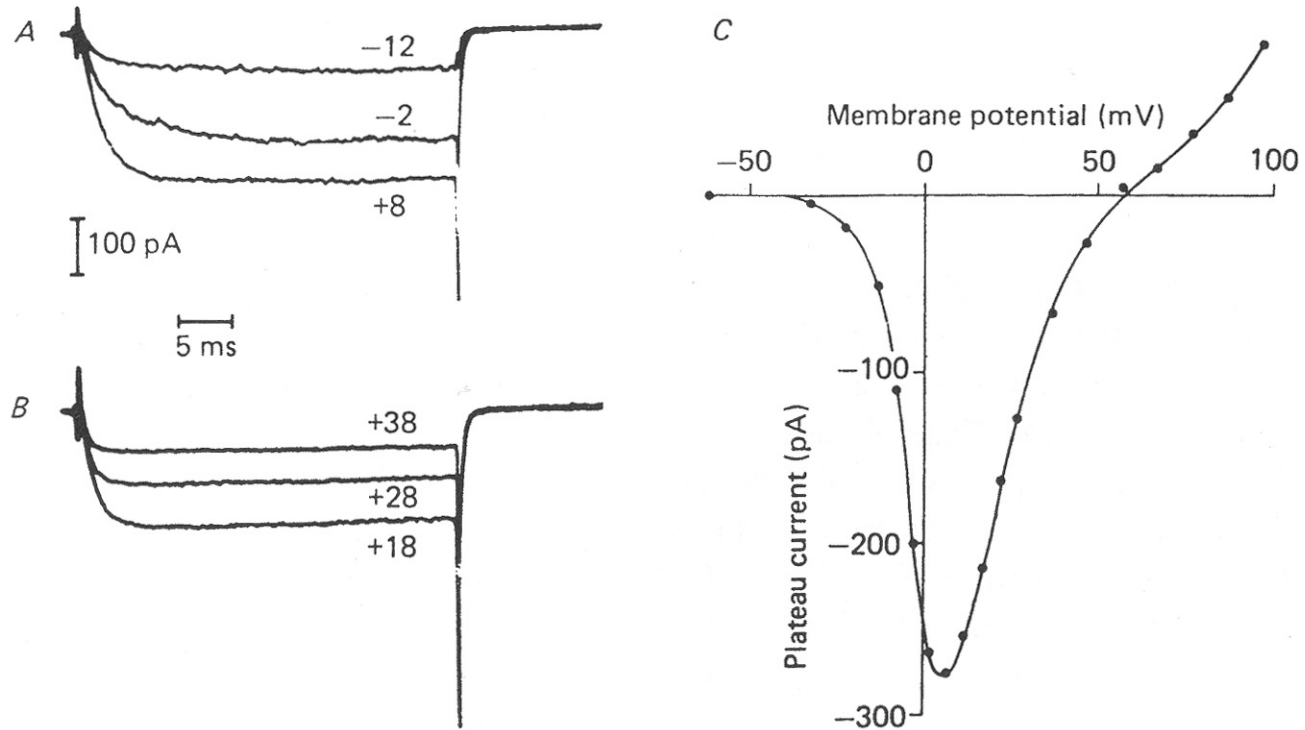 A
−12
−2
+8
100 pA
5 ms
B
+38
+28
+18
C
Membrane potential (mV)
−50
0
50
100
−100
−200
−300
Plateau current (pA)